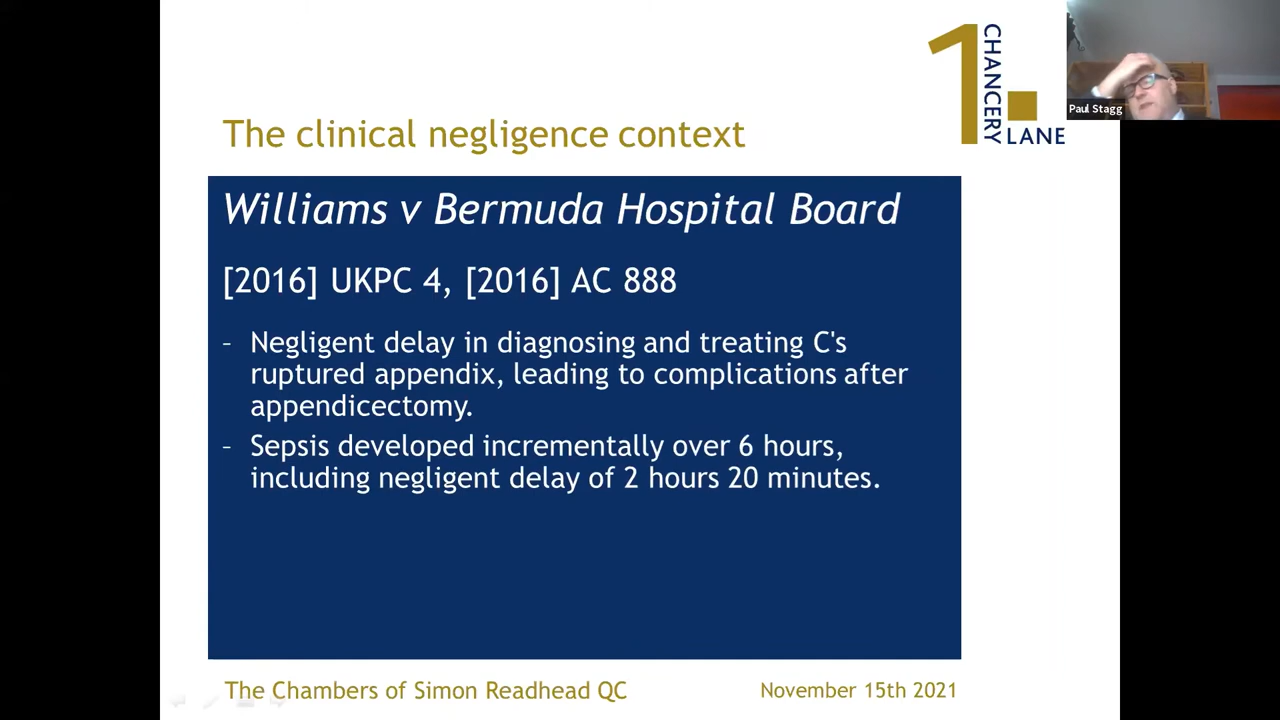 1 CHANCERY LANE
Paul Stagg
The clinical negligence context
Williams v Bermuda Hospital Board
[2016] UKPC 4, [2016] AC 888
– Negligent delay in diagnosing and treating C's
ruptured appendix, leading to complications after
appendicectomy.
– Sepsis developed incrementally over 6 hours,
including negligent delay of 2 hours 20 minutes.
The Chambers of Simon Readhead QC
November 15th 2021